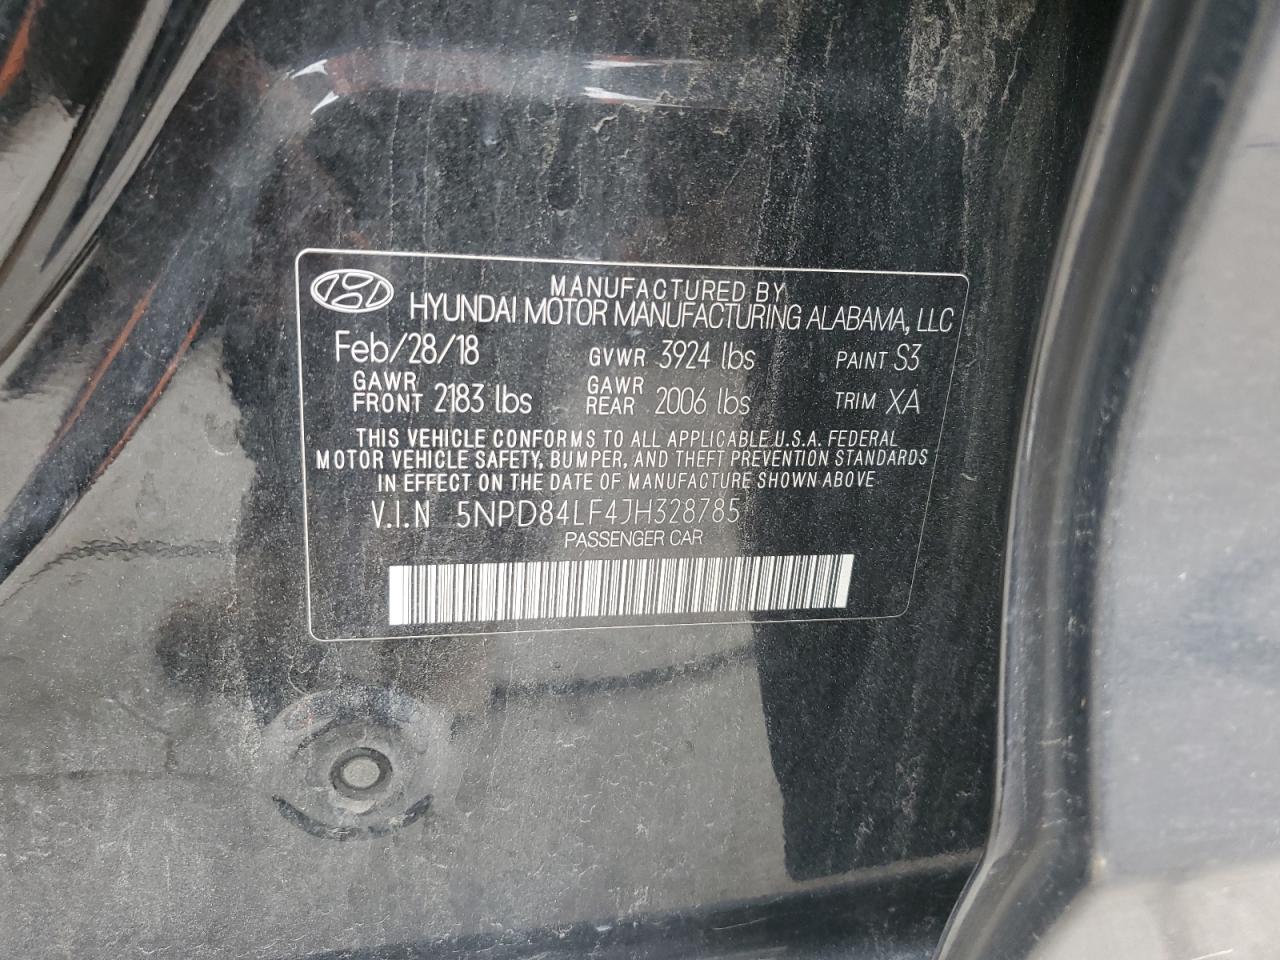 MANUFACTURED BY
HYUNDAI MOTOR MANUFACTURING ALABAMA, LLC
Feb/28/18 GVWR 3924 lbs PAINT S3
GAWR FRONT 2183 lbs GAWR REAR 2006 lbs TRIM XA
THIS VEHICLE CONFORMS TO ALL APPLICABLE U.S.A. FEDERAL
MOTOR VEHICLE SAFETY, BUMPER, AND THEFT PREVENTION STANDARDS
IN EFFECT ON THE DATE OF MANUFACTURE SHOWN ABOVE
V.I.N 5NPD84LF4JH328785
PASSENGER CAR